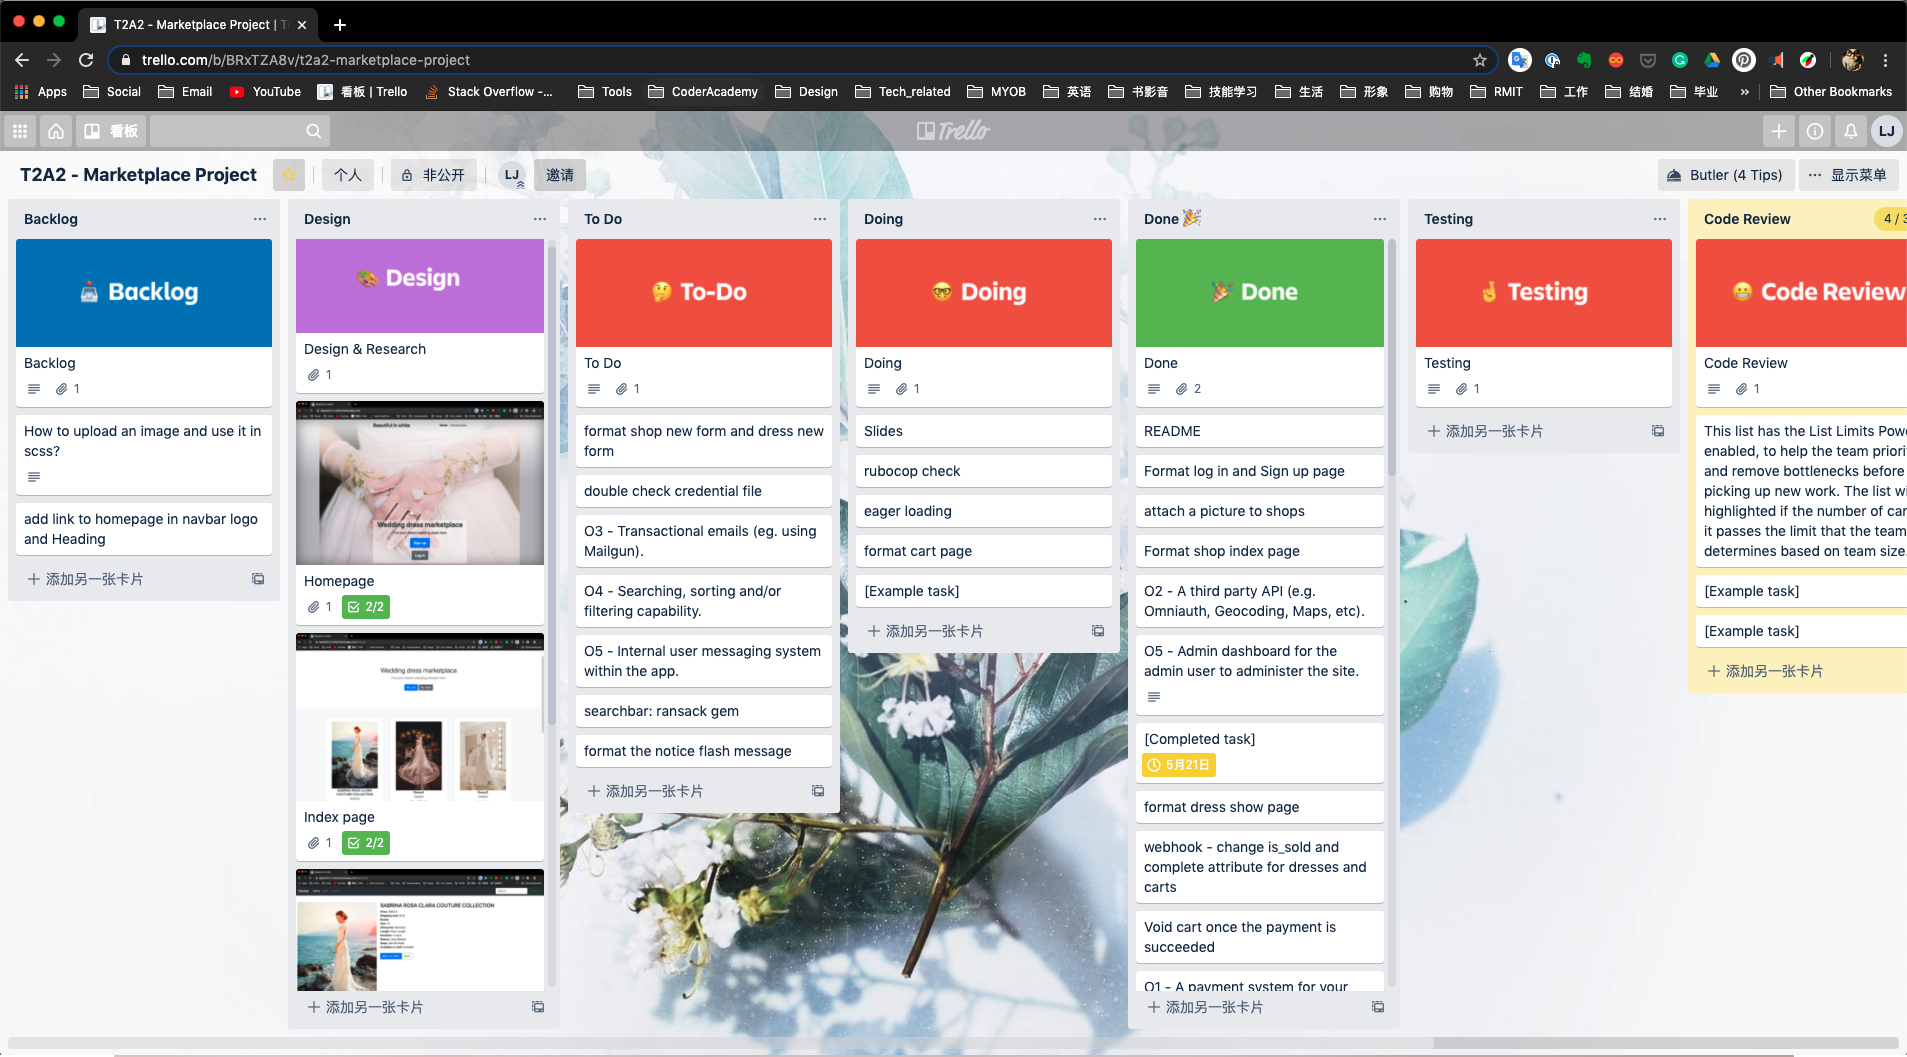 T2A2 - Marketplace Project | T
trello.com/b/BRxTZA8v/t2a2-marketplace-project
Apps Social Email YouTube 看板 | Trello Stack Overflow -... Tools CoderAcademy Design Tech_related MYOB 英语 书影音 技能学习 生活 形象 购物 RMIT 工作 结婚 毕业 » Other Bookmarks
看板 Trello LJ
T2A2 - Marketplace Project 个人 非公开 LJ 邀请 Butler (4 Tips) ... 显示菜单
Backlog
Backlog
Backlog
1
How to upload an image and use it in
scss?
add link to homepage in navbar logo
and Heading
添加另一张卡片
Design
Design
Design & Research
1
Beautiful in white
Wedding dress marketplace
Homepage
1 2/2
Wedding dress marketplace
Index page
1 2/2
SABRINA ROSA CLARA COUTURE COLLECTION
添加另一张卡片
To Do
To-Do
To Do
1
format shop new form and dress new
form
double check credential file
O3 - Transactional emails (eg. using
Mailgun).
O4 - Searching, sorting and/or
filtering capability.
O5 - Internal user messaging system
within the app.
searchbar: ransack gem
format the notice flash message
添加另一张卡片
Doing
Doing
Doing
1
Slides
rubocop check
eager loading
format cart page
[Example task]
添加另一张卡片
Done
Done
Done
2
README
Format log in and Sign up page
attach a picture to shops
Format shop index page
O2 - A third party API (e.g.
Omniauth, Geocoding, Maps, etc).
O5 - Admin dashboard for the
admin user to administer the site.
[Completed task]
5月21日
format dress show page
webhook - change is_sold and
complete attribute for dresses and
carts
Void cart once the payment is
succeeded
O1 - A payment system for your
添加另一张卡片
Testing
Testing
Testing
1
添加另一张卡片
Code Review 4 / 3
Code Review
Code Review
1
This list has the List Limits Pow
enabled, to help the team priori
and remove bottlenecks before
picking up new work. The list wi
highlighted if the number of car
it passes the limit that the team
determines based on team size.
[Example task]
[Example task]
添加另一张卡片